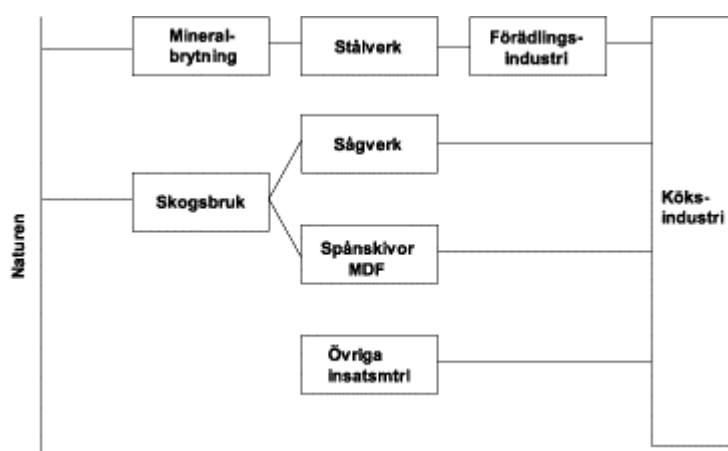 Mineral-
brytning
Stålverk
Förädlings-
industri
Sågverk
Skogsbruk
Köks-
industri
Spånskivor
MDF
Naturen
Övriga
insatsmtrl